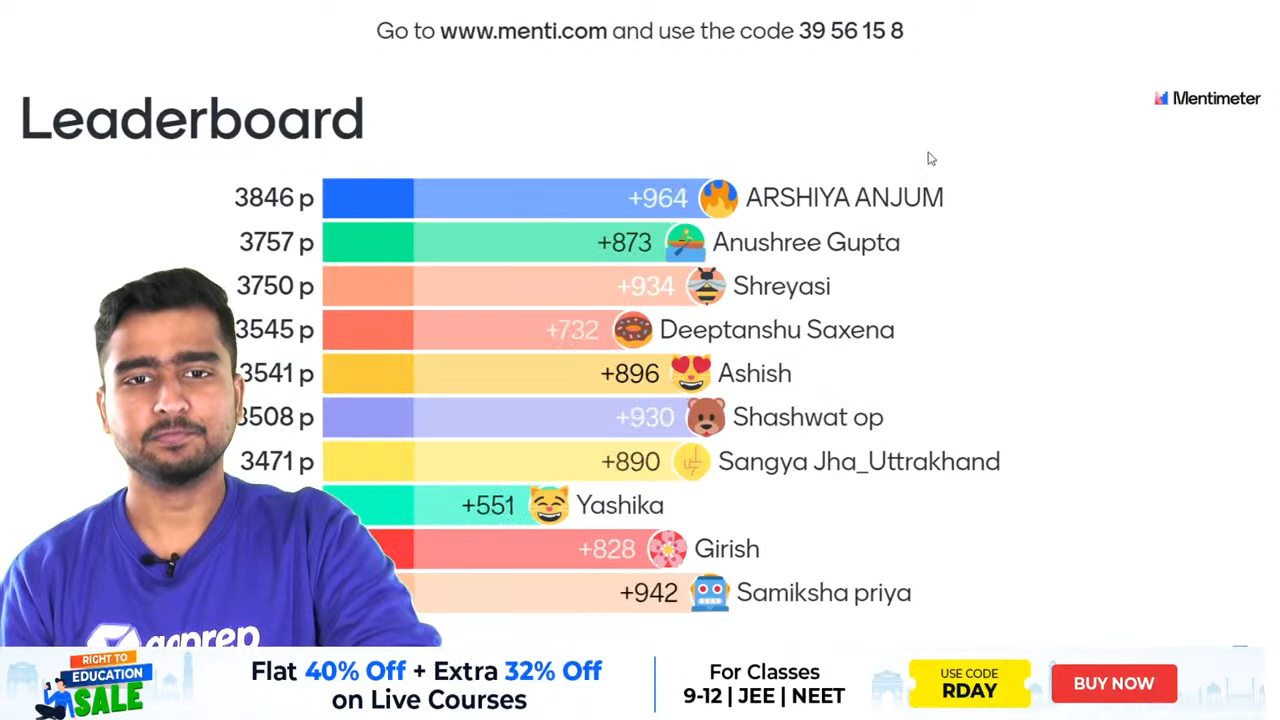 Go to www.menti.com and use the code 39 56 15 8
Mentimeter
Leaderboard
3846 p +964 ARSHIYA ANJUM
3757 p +873 Anushree Gupta
3750 p +934 Shreyasi
3545 p +732 Deeptanshu Saxena
3541 p +896 Ashish
3508 p +930 Shashwat op
3471 p +890 Sangya Jha_Uttrakhand
+551 Yashika
+828 Girish
+942 Samiksha priya
RIGHT TO
EDUCATION
SALE
Flat 40% Off + Extra 32% Off
on Live Courses
For Classes
9-12 | JEE | NEET
USE CODE
RDAY
BUY NOW